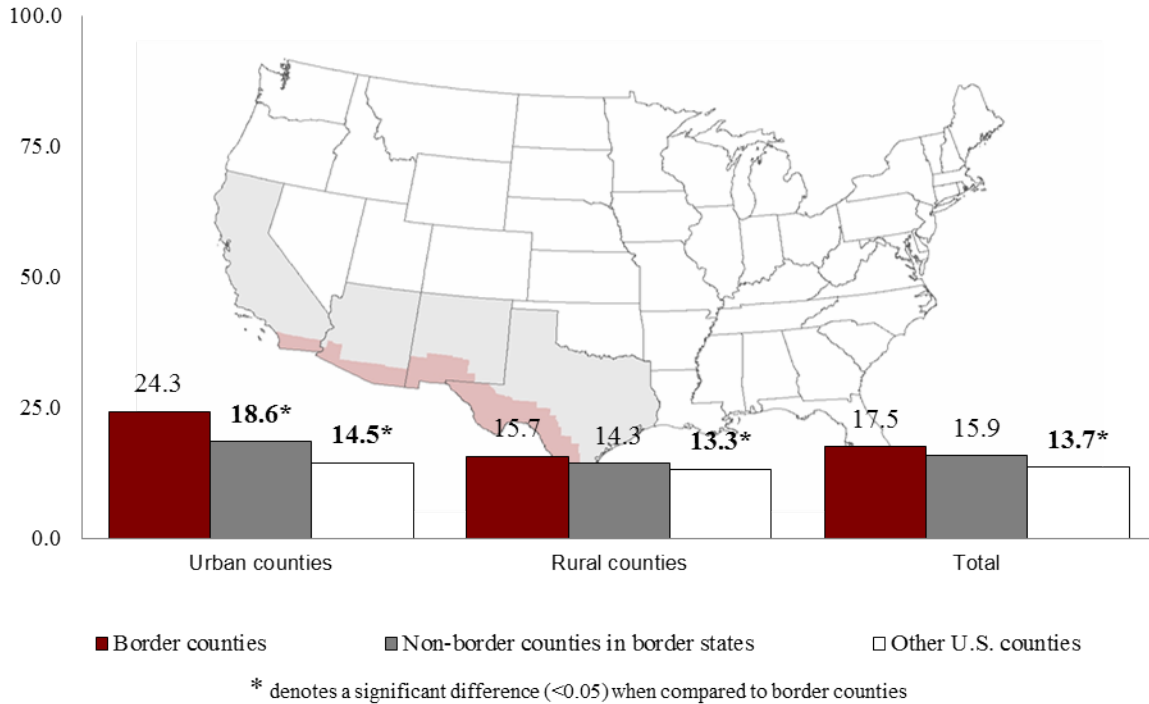 100.0
75.0
50.0
25.0
0.0
24.3
18.6*
14.5*
15.7
14.3
13.3*
17.5
15.9
13.7*
Urban counties
Rural counties
Total
Border counties
Non-border counties in border states
Other U.S. counties
* denotes a significant difference (<0.05) when compared to border counties